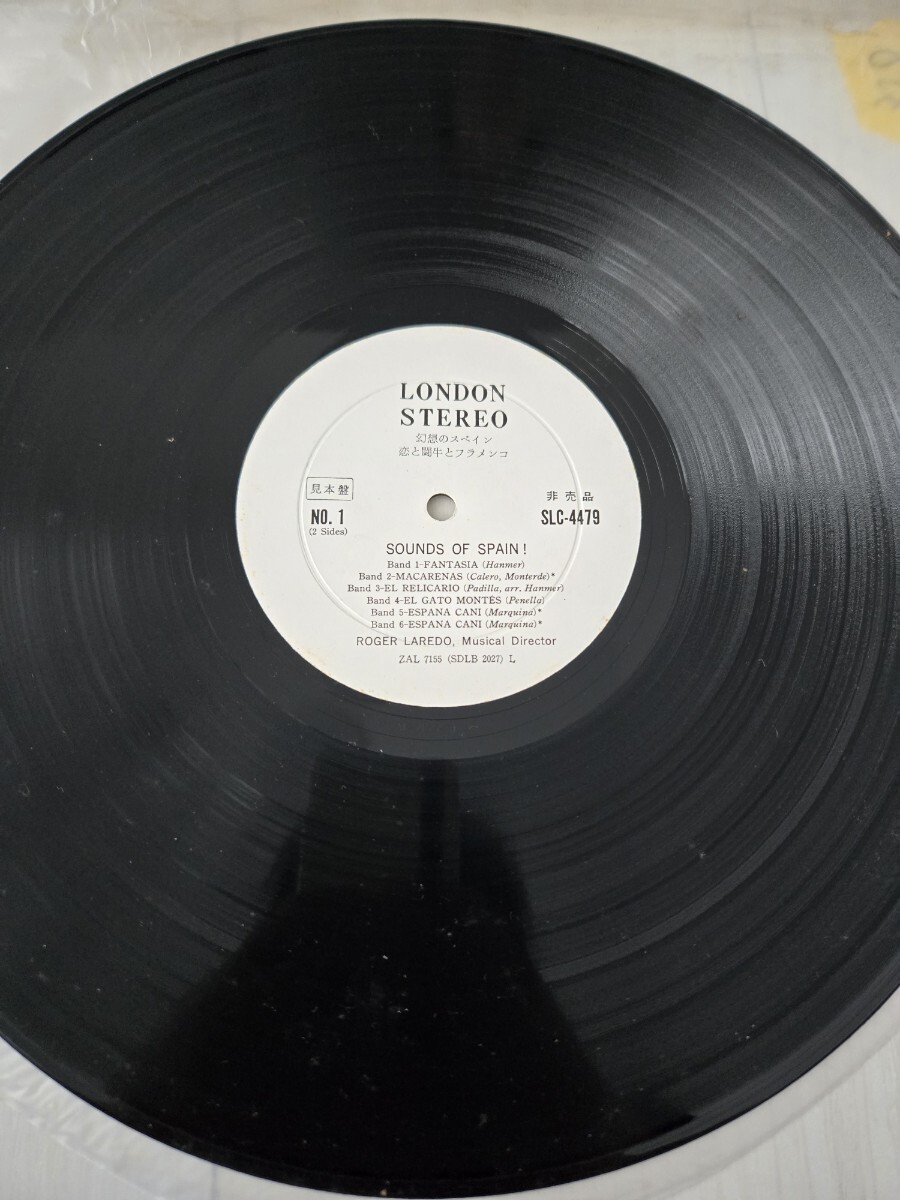 LONDON
STEREO
幻想のスペイン
恋と闘牛とフラメンコ
見本盤
非売品
NO. 1
SLC-4479
(2 Sides)
SOUNDS OF SPAIN!
Band 1-FANTASIA (Hanmer)
Band 2-MACARENAS (Calero, Monterde)*
Band 3-EL RELICARIO (Padilla, arr. Hanmer)
Band 4-EL GATO MONTÉS (Penella)
Band 5-ESPANA CANI (Marquina)*
Band 6-ESPANA CANI (Marquina)*
ROGER LAREDO, Musical Director
ZAL 7155 (SDLB 2027) L